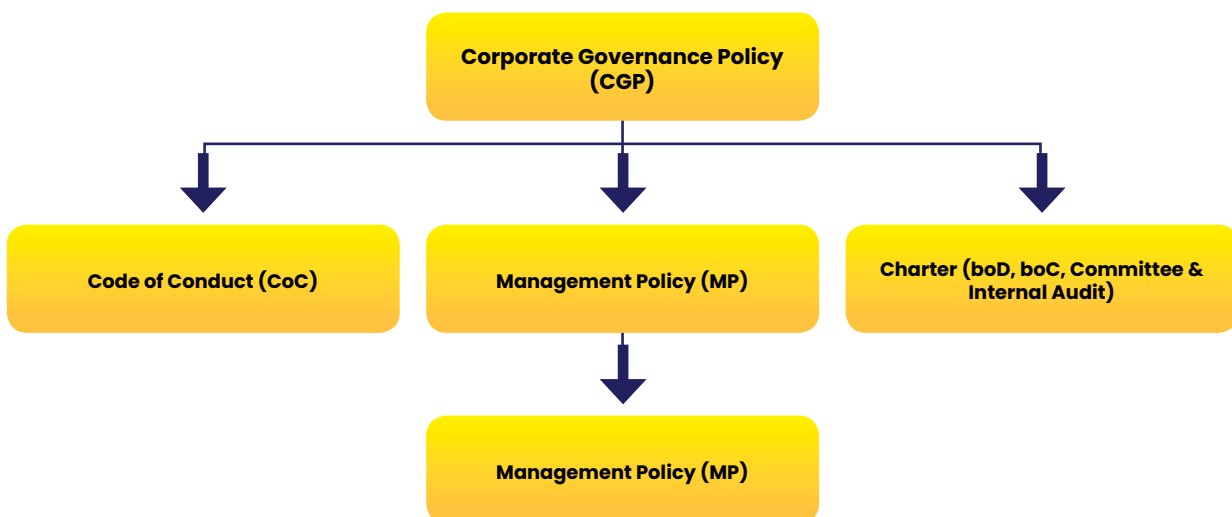 Corporate Governance Policy
(CGP)
Code of Conduct (CoC)
Management Policy (MP)
Charter (boD, boC, Committee &
Internal Audit)
Management Policy (MP)